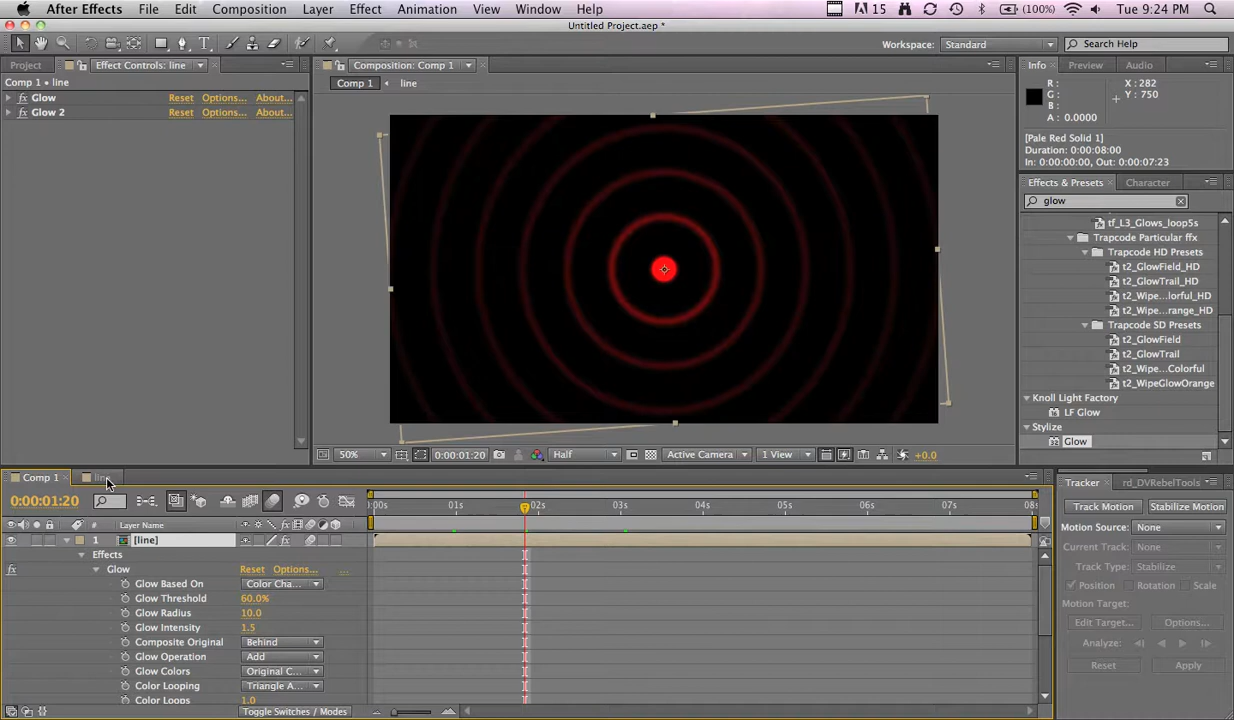 After Effects File Edit Composition Layer Effect Animation View Window Help 15 (100%) Tue 9:24 PM
Untitled Project.aep *
Workspace: Standard Search Help
Project Effect Controls: line Composition: Comp 1 Info Preview Audio
Comp 1 • line
Comp 1 line
Glow Reset Options... About...
Glow 2 Reset Options... About...
R :
G :
B :
A : 0.0000
X : 282
Y : 750
[Pale Red Solid 1]
Duration: 0:00:08:00
In: 0:00:00:00, Out: 0:00:07:23
Effects & Presets Character
glow
tf_L3_Glows_loop5s
Trapcode Particular ffx
Trapcode HD Presets
t2_GlowField_HD
t2_GlowTrail_HD
t2_Wipe...lorful_HD
t2_Wipe...range_HD
Trapcode SD Presets
t2_GlowField
t2_GlowTrail
t2_Wipe...Colorful
t2_WipeGlowOrange
Knoll Light Factory
LF Glow
Stylize
Glow
50% 0:00:01:20 Half Active Camera 1 View +0.0
Comp 1 line
0:00:01:20
:00s 01s 02s 03s 04s 05s 06s 07s 08s
# Layer Name
1 [line]
Effects
Glow Reset Options... ...
Glow Based On Color Cha...
Glow Threshold 60.0%
Glow Radius 10.0
Glow Intensity 1.5
Composite Original Behind
Glow Operation Add
Glow Colors Original C...
Color Looping Triangle A...
Color Loops 1.0
Toggle Switches / Modes
Tracker rd_DVRebelTools
Track Motion Stabilize Motion
Motion Source: None
Current Track: None
Track Type: Stabilize
Position Rotation Scale
Motion Target:
Edit Target... Options...
Analyze:
Reset Apply